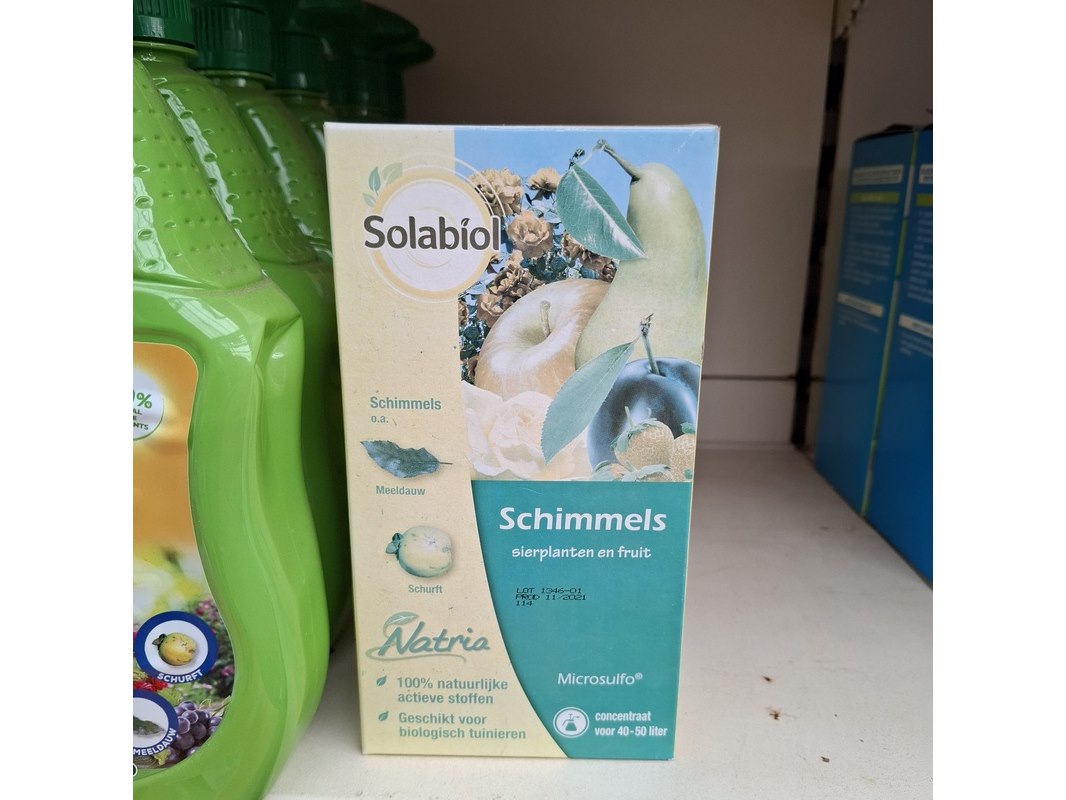 Solabiol
Schimmels
o.a.
Meeldauw
Schurft
Natria
100% natuurlijke
actieve stoffen
Geschikt voor
biologisch tuinieren
Schimmels
sierplanten en fruit
LOT 1346-01
PROD 11/2021
114
Microsulfo®
concentraat
voor 40-50 liter
SCHURFT
MEELDAUW